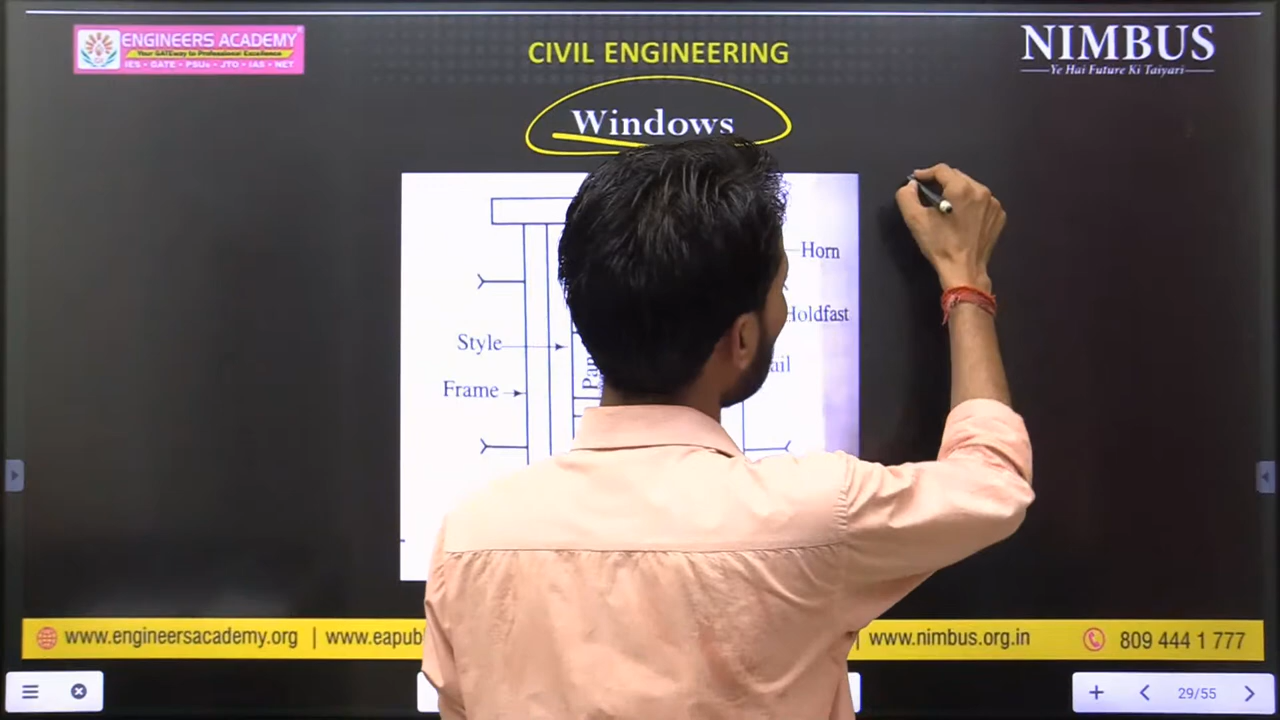 ENGINEERS ACADEMY
Your GATEway to Professional Excellence
IES • GATE • PSUs • JTO • IAS • NET
CIVIL ENGINEERING
NIMBUS
Ye Hai Future Ki Taiyari
Windows
Horn
Holdfast
Style
Frame
www.engineersacademy.org | www.eapub
www.nimbus.org.in
809 444 1 777
29/55